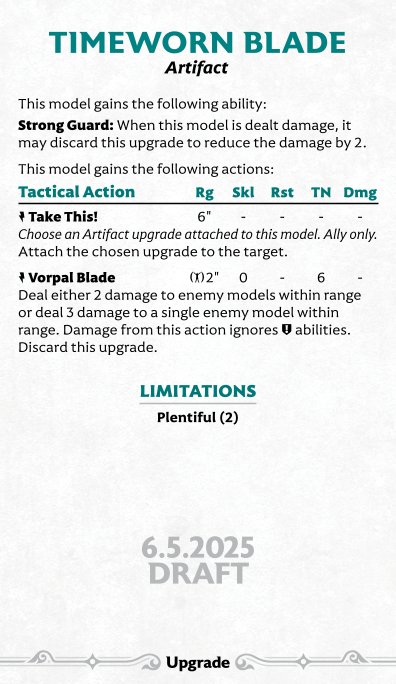 TIMEWORN BLADE
Artifact
This model gains the following ability:
Strong Guard: When this model is dealt damage, it
may discard this upgrade to reduce the damage by 2.
This model gains the following actions:
Tactical Action Rg Skl Rst TN Dmg
Take This! 6" - - - -
Choose an Artifact upgrade attached to this model. Ally only.
Attach the chosen upgrade to the target.
Vorpal Blade 2" 0 - 6 -
Deal either 2 damage to enemy models within range
or deal 3 damage to a single enemy model within
range. Damage from this action ignores abilities.
Discard this upgrade.
LIMITATIONS
Plentiful (2)
6.5.2025
DRAFT
Upgrade